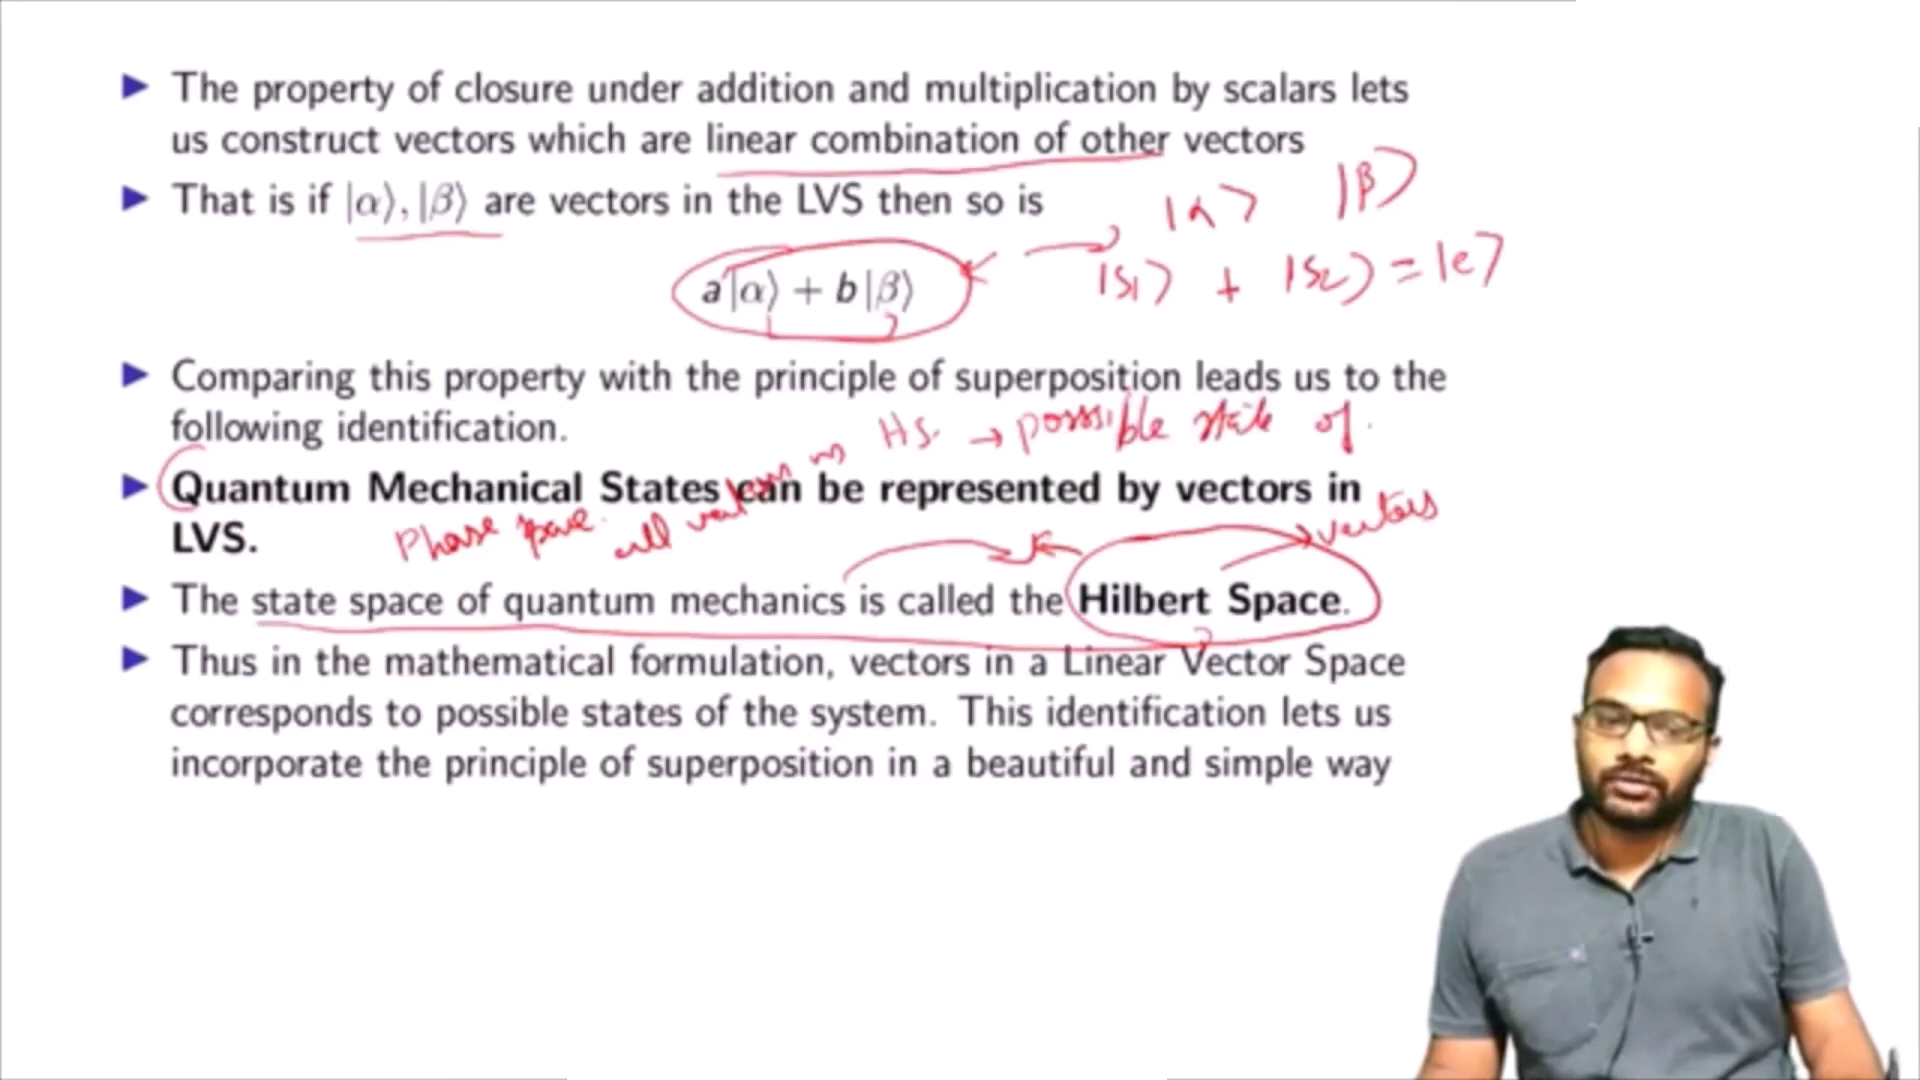 ▶ The property of closure under addition and multiplication by scalars lets
us construct vectors which are linear combination of other vectors
▶ That is if |α⟩, |β⟩ are vectors in the LVS then so is
|α⟩ |β⟩
a|α⟩ + b|β⟩
|S₁⟩ + |S₂⟩ = |e⟩
▶ Comparing this property with the principle of superposition leads us to the
following identification.
HS. → possible state of
▶ Quantum Mechanical States can be represented by vectors in
LVS.
Phase space.
all vectors in
vectors
▶ The state space of quantum mechanics is called the Hilbert Space.
▶ Thus in the mathematical formulation, vectors in a Linear Vector Space
corresponds to possible states of the system. This identification lets us
incorporate the principle of superposition in a beautiful and simple way